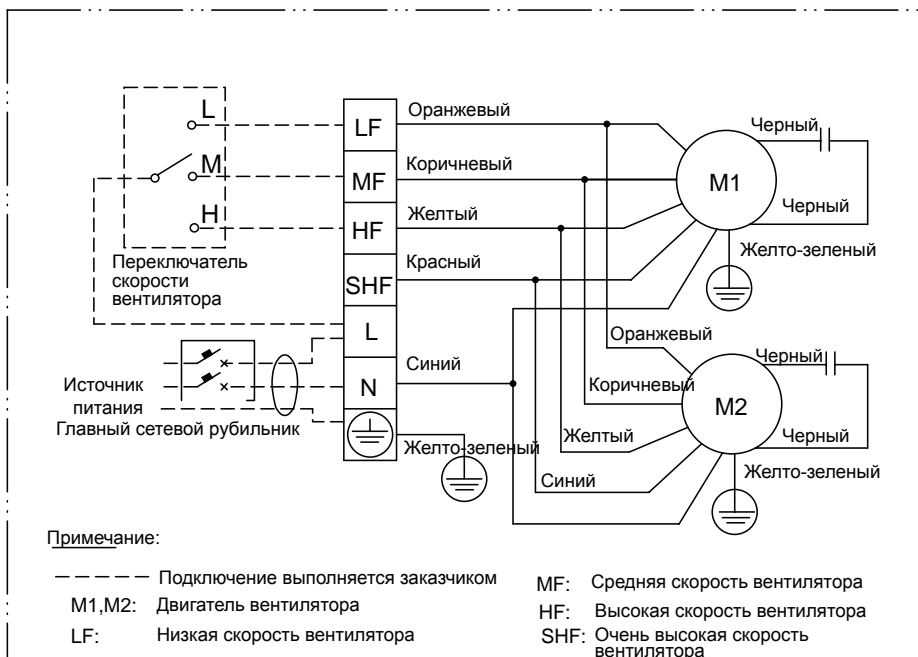 L
M
H
Переключатель
скорости
вентилятора
LF
MF
HF
SHF
L
N
Оранжевый
Коричневый
Желтый
Красный
Синий
Желто-зеленый
Источник
питания
Главный сетевой рубильник
M1
Черный
Черный
Желто-зеленый
Оранжевый
Коричневый
Желтый
Синий
M2
Черный
Черный
Желто-зеленый
Примечание:
Подключение выполняется заказчиком
M1,M2: Двигатель вентилятора
LF: Низкая скорость вентилятора
MF: Средняя скорость вентилятора
HF: Высокая скорость вентилятора
SHF: Очень высокая скорость
вентилятора